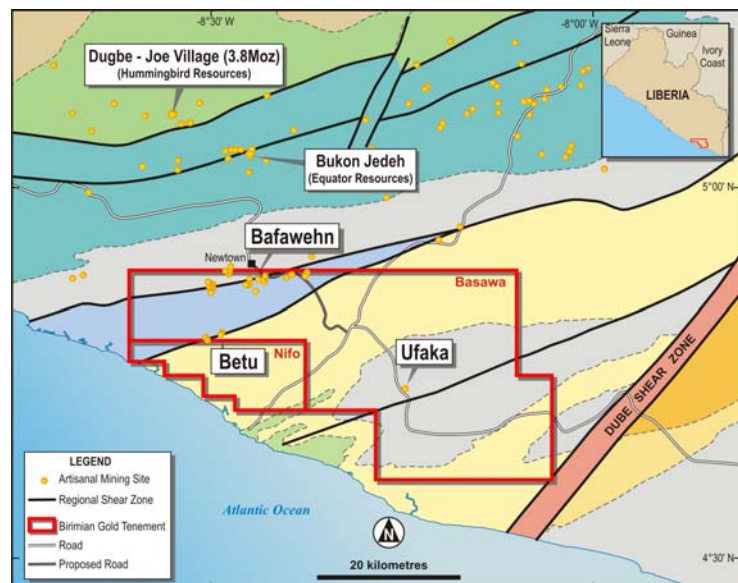 -8°30' W
-8°00' W
Dugbe - Joe Village (3.8Moz)
(Hummingbird Resources)
Sierra
Leone
Guinea
Ivory
Coast
LIBERIA
Bukon Jedeh
(Equator Resources)
5°00' N
Bafawehn
Newtown
Basawa
Betu
Nifo
Ufaka
DUBE SHEAR ZONE
LEGEND
Artisanal Mining Site
Regional Shear Zone
Birimian Gold Tenement
Road
Proposed Road
Atlantic Ocean
N
20 kilometres
4°30' N